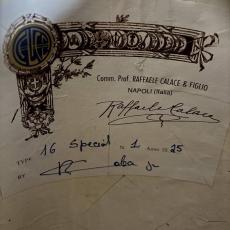 Comm. Prof. RAFFAELE CALACE & FIGLIO
NAPOLI (Italia)
Raffaele Calace
TYPE 16 Special N. 1 Anno 19 25
BY